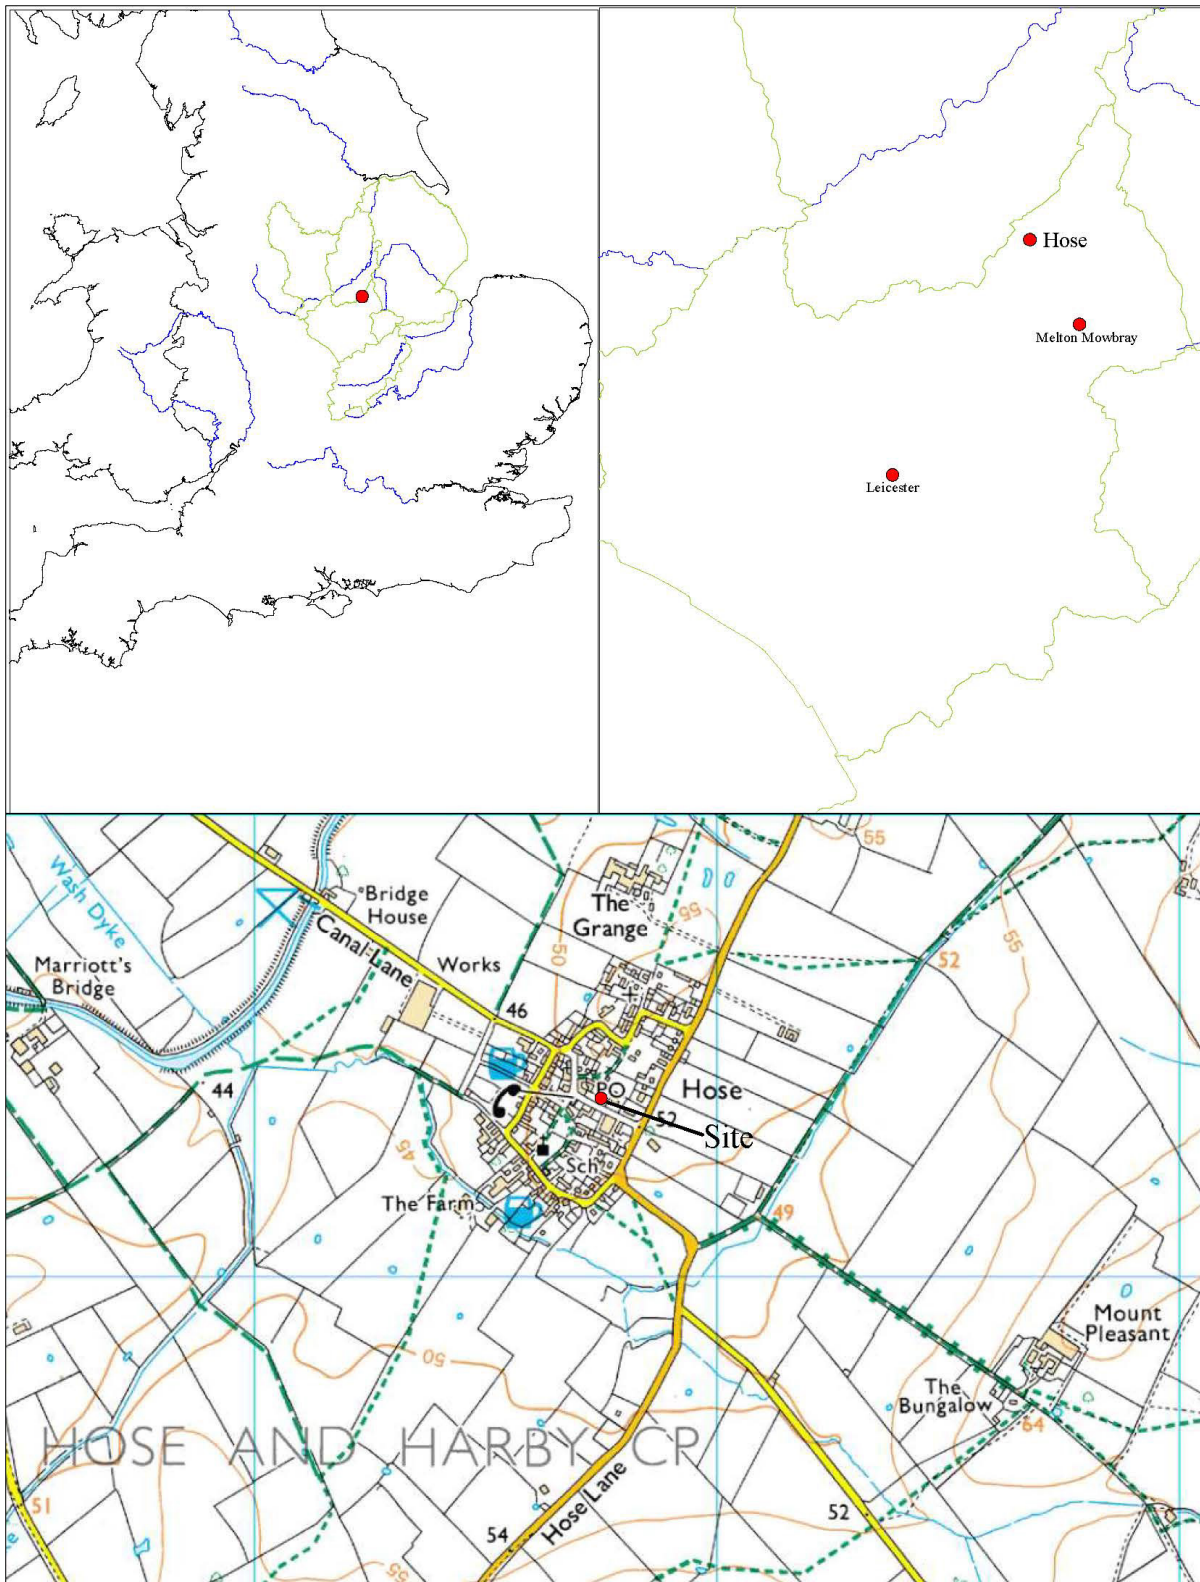 Hose
Melton Mowbray
Leicester
55
Wash Dyke
Bridge
House
The
Grange
55
50
Canal Lane
Works
Marriott's
Bridge
52
55
46
44
PO
Hose
52
Site
45
Sch
The Farm
49
Mount
Pleasant
50
The
Bungalow
64
HOSE AND HARBY CP
51
Hose Lane
54
52
55